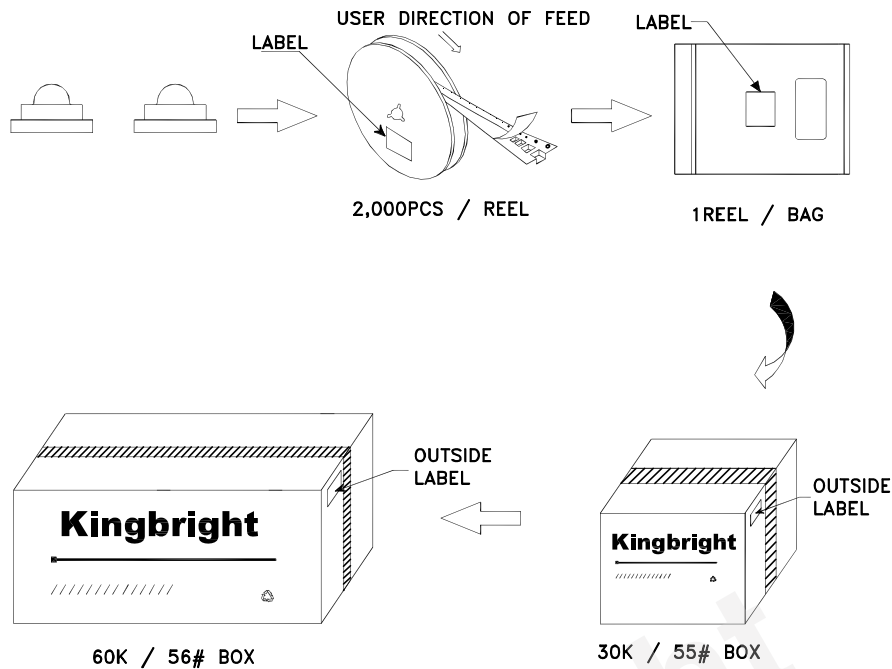 USER DIRECTION OF FEED
LABEL
LABEL
2,000PCS / REEL
1REEL / BAG
OUTSIDE
LABEL
Kingbright
60K / 56# BOX
OUTSIDE
LABEL
Kingbright
30K / 55# BOX